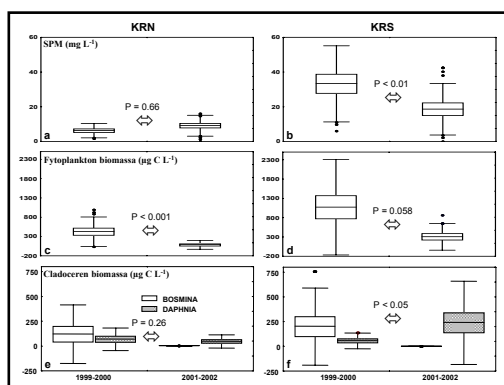 KRN KRS
SPM (mg L-1)
60 60
40 40
P < 0.01
P = 0.66
20 20
a b
0 0
Fytoplankton biomassa (µg C L-1)
2300 2300
1800 1800
1300 1300
P < 0.001 P = 0.058
800 800
300 300
c d
-200 -200
Cladoceren biomassa (µg C L-1)
750 750
BOSMINA
DAPHNIA
P < 0.05
500 500
P = 0.26
250 250
0 0
e f
-250 -250
1999-2000 2001-2002 1999-2000 2001-2002